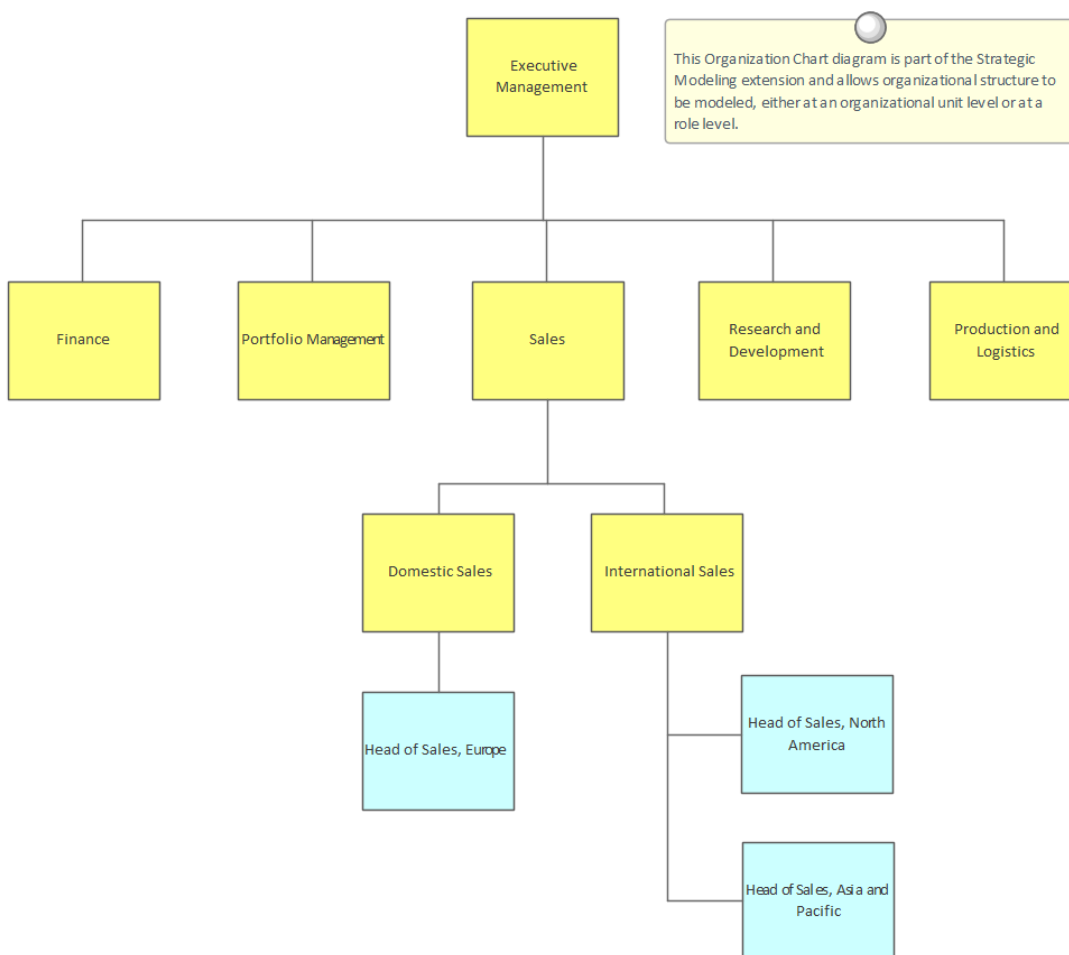 Executive
Management
This Organization Chart diagram is part of the Strategic
Modeling extension and allows organizational structure to
be modeled, either at an organizational unit level or at a
role level.
Finance
Portfolio Management
Sales
Research and
Development
Production and
Logistics
Domestic Sales
International Sales
Head of Sales, Europe
Head of Sales, North
America
Head of Sales, Asia and
Pacific